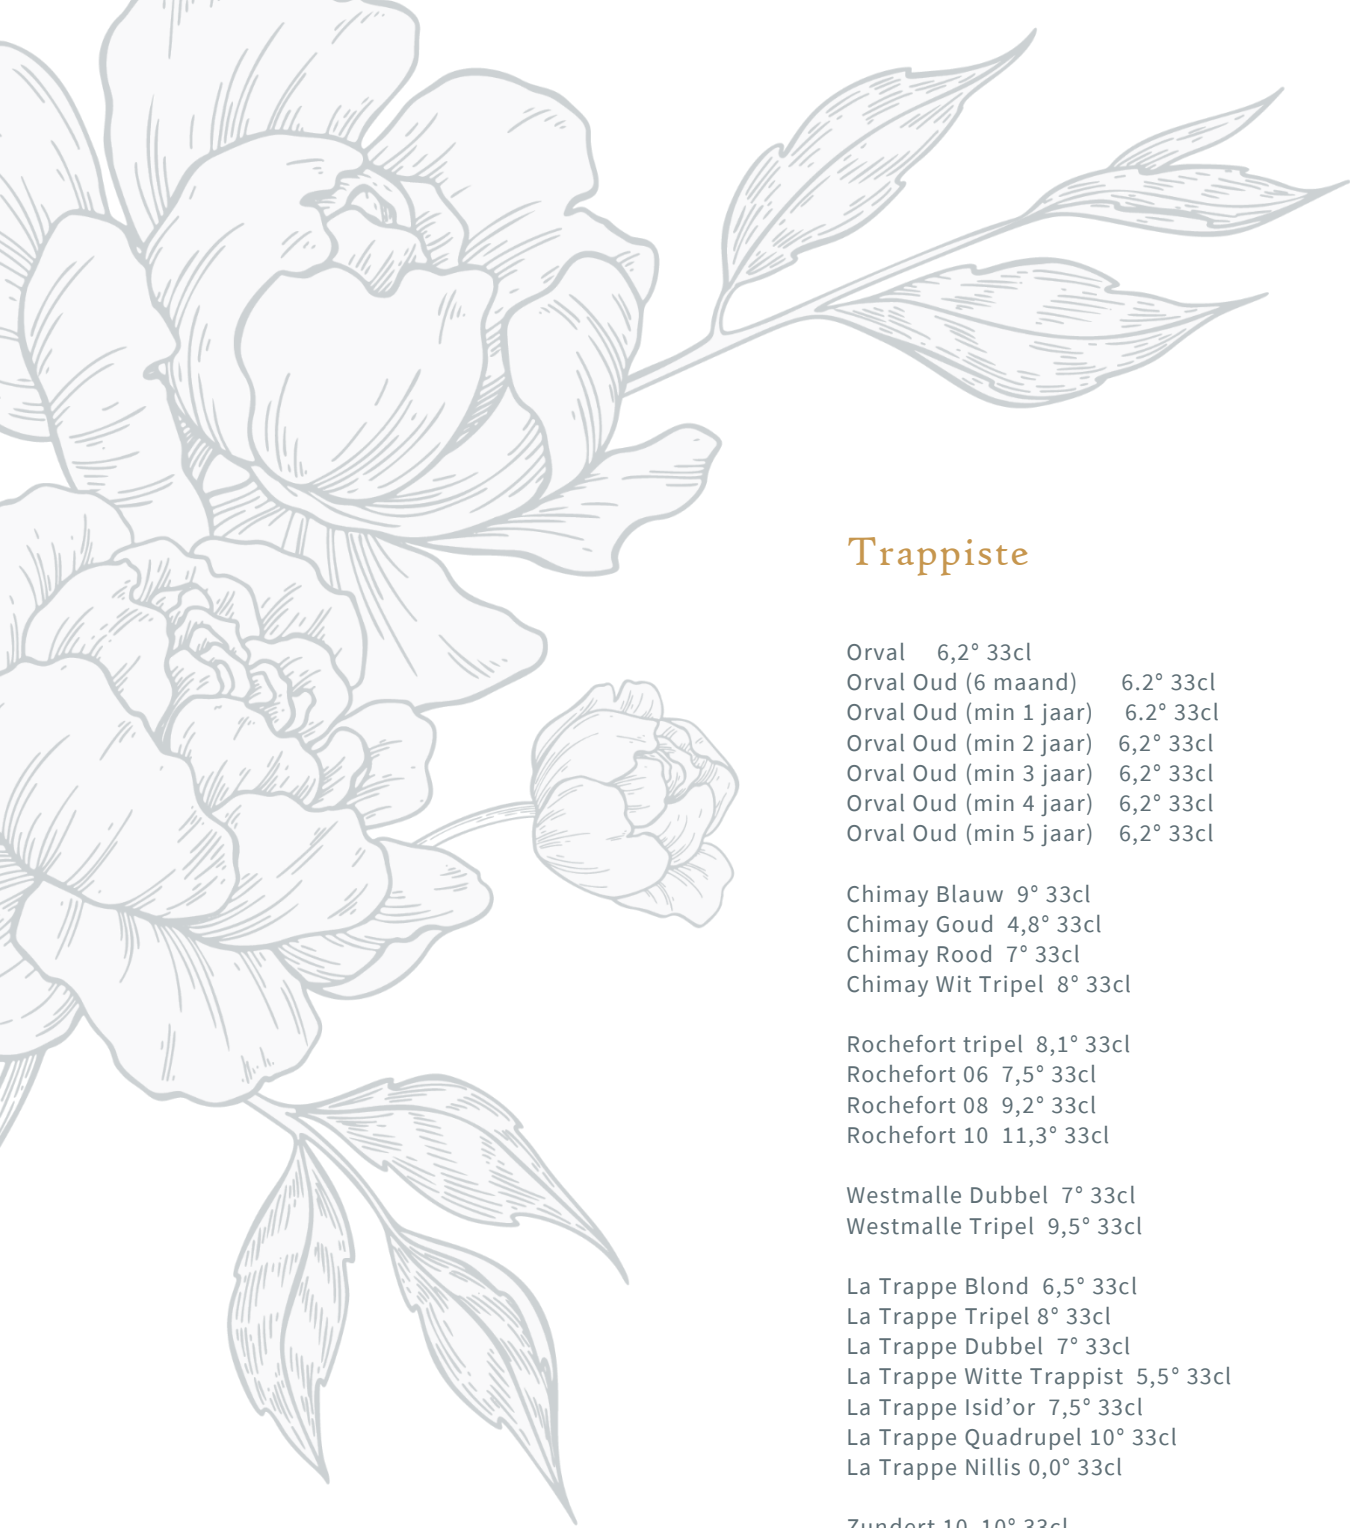 Trappiste
Orval 6,2° 33cl
Orval Oud (6 maand) 6.2° 33cl
Orval Oud (min 1 jaar) 6.2° 33cl
Orval Oud (min 2 jaar) 6,2° 33cl
Orval Oud (min 3 jaar) 6,2° 33cl
Orval Oud (min 4 jaar) 6,2° 33cl
Orval Oud (min 5 jaar) 6,2° 33cl
Chimay Blauw 9° 33cl
Chimay Goud 4,8° 33cl
Chimay Rood 7° 33cl
Chimay Wit Tripel 8° 33cl
Rochefort tripel 8,1° 33cl
Rochefort 06 7,5° 33cl
Rochefort 08 9,2° 33cl
Rochefort 10 11,3° 33cl
Westmalle Dubbel 7° 33cl
Westmalle Tripel 9,5° 33cl
La Trappe Blond 6,5° 33cl
La Trappe Tripel 8° 33cl
La Trappe Dubbel 7° 33cl
La Trappe Witte Trappist 5,5° 33cl
La Trappe Isid’or 7,5° 33cl
La Trappe Quadrupel 10° 33cl
La Trappe Nillis 0,0° 33cl
Zundert 10 10° 33cl